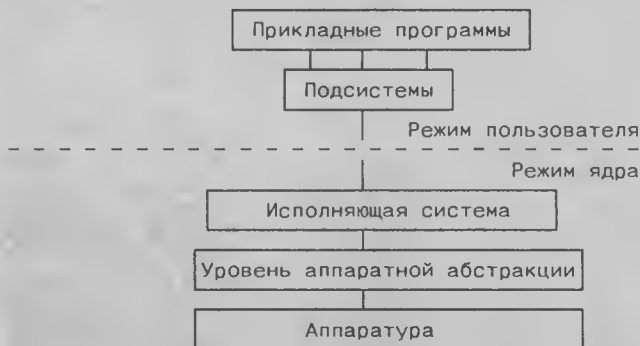 Прикладные программы
Подсистемы
Режим пользователя
Режим ядра
Исполняющая система
Уровень аппаратной абстракции
Аппаратура